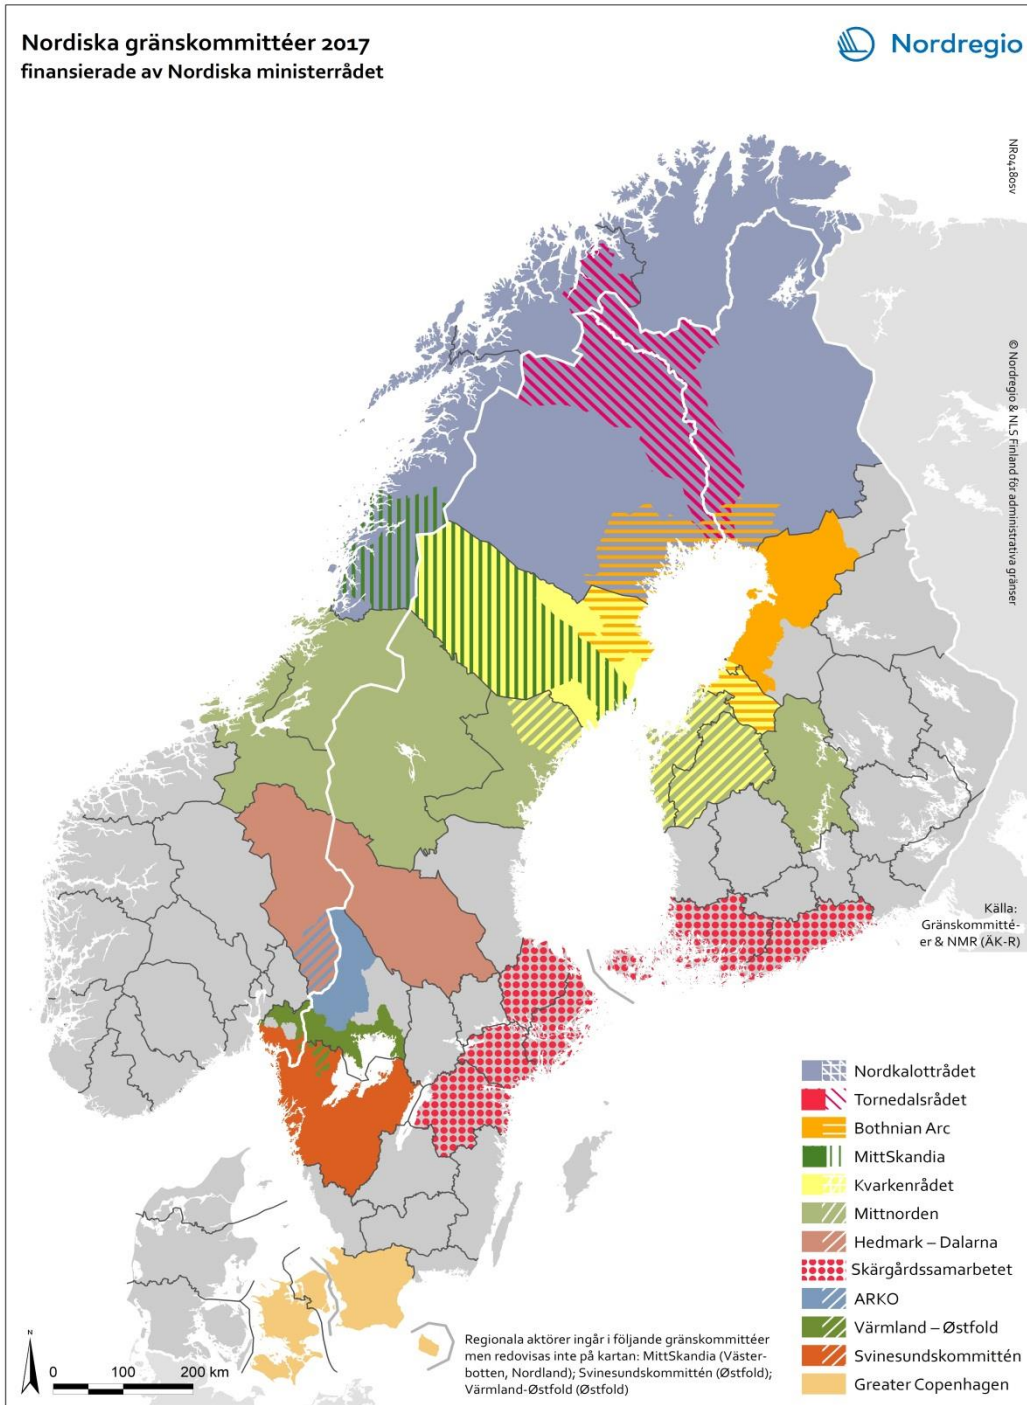 Nordiska gränskommittéer 2017
finansierade av Nordiska ministerrådet
Nordregio
NR04180sv
© Nordregio & NLS Finland för administrativa gränser
Källa:
Gränskommitté-
er & NMR (ÄK-R)
Nordkalottrådet
Tornedalsrådet
Bothnian Arc
MittSkandia
Kvarkenrådet
Mittnorden
Hedmark – Dalarna
Skärgårdssamarbetet
ARKO
Värmland – Østfold
Svinesundskommittén
Greater Copenhagen
Regionala aktörer ingår i följande gränskommittéer
men redovisas inte på kartan: MittSkandia (Väster-
botten, Nordland); Svinesundskommittén (Østfold);
Värmland-Østfold (Østfold)
N
0 100 200 km